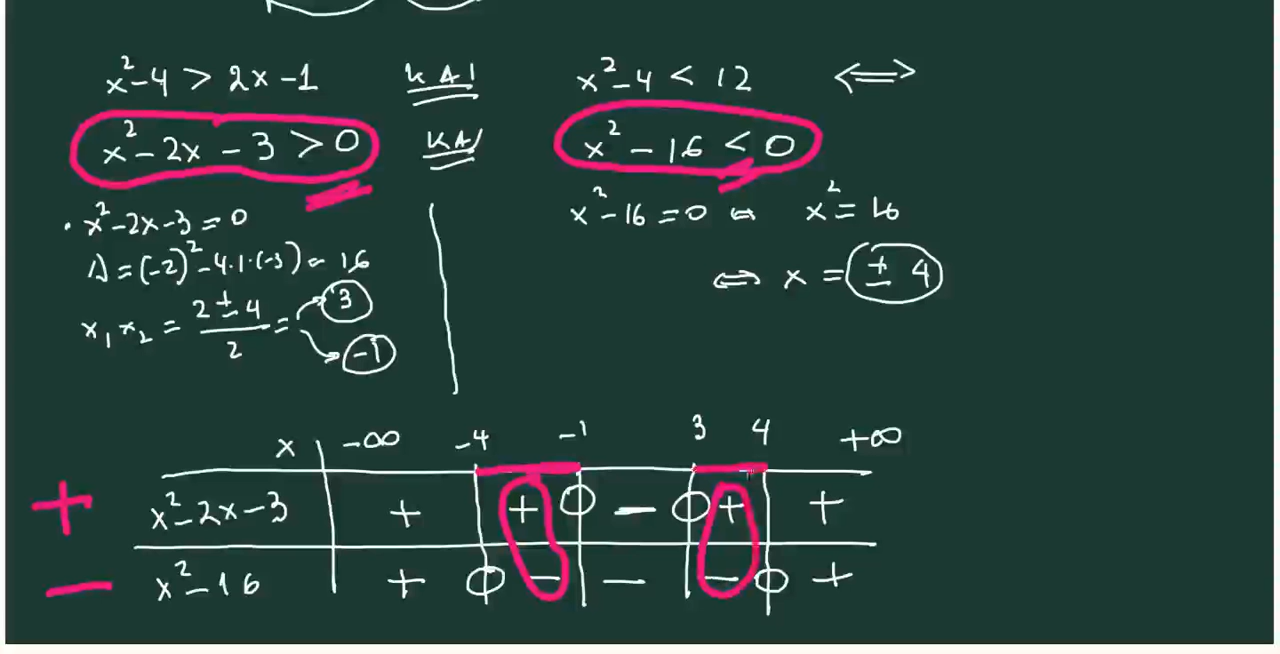 x²-4 > 2x-1 ΚΑΙ x²-4 < 12 ⟺
x²-2x-3 > 0 ΚΑΙ x²-16 < 0
• x²-2x-3=0 x²-16=0 ⇔ x²=16
Δ=(-2)²-4·1·(-3)=16 ⟺ x = ± 4
x₁,x₂ = (2±4)/2 = 3
-1
x -∞ -4 -1 3 4 +∞
+ x²-2x-3 + + 0 - 0 + +
- x²-16 + 0 - - - 0 +